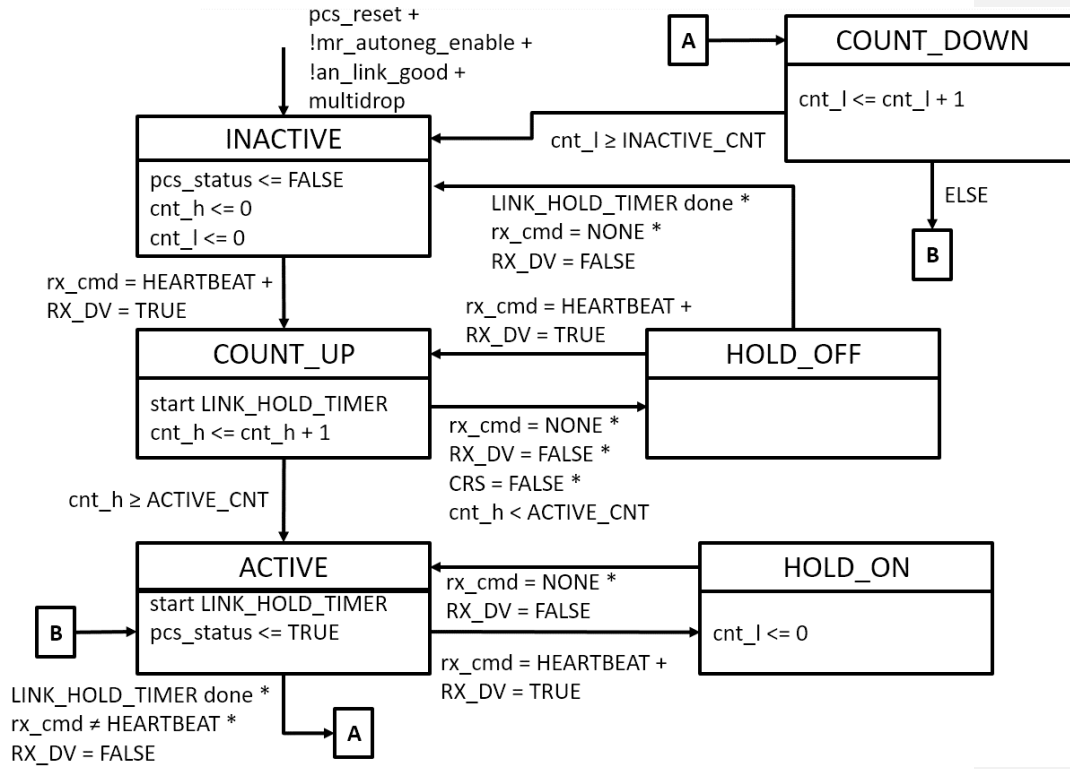 pcs_reset +
!mr_autoneg_enable +
!an_link_good +
multidrop
A
COUNT_DOWN
cnt_l <= cnt_l + 1
cnt_l ≥ INACTIVE_CNT
ELSE
B
INACTIVE
pcs_status <= FALSE
cnt_h <= 0
cnt_l <= 0
LINK_HOLD_TIMER done *
rx_cmd = NONE *
RX_DV = FALSE
rx_cmd = HEARTBEAT +
RX_DV = TRUE
rx_cmd = HEARTBEAT +
RX_DV = TRUE
COUNT_UP
start LINK_HOLD_TIMER
cnt_h <= cnt_h + 1
HOLD_OFF
rx_cmd = NONE *
RX_DV = FALSE *
CRS = FALSE *
cnt_h < ACTIVE_CNT
cnt_h ≥ ACTIVE_CNT
ACTIVE
start LINK_HOLD_TIMER
pcs_status <= TRUE
B
rx_cmd = NONE *
RX_DV = FALSE
HOLD_ON
cnt_l <= 0
rx_cmd = HEARTBEAT +
RX_DV = TRUE
LINK_HOLD_TIMER done *
rx_cmd ≠ HEARTBEAT *
RX_DV = FALSE
A